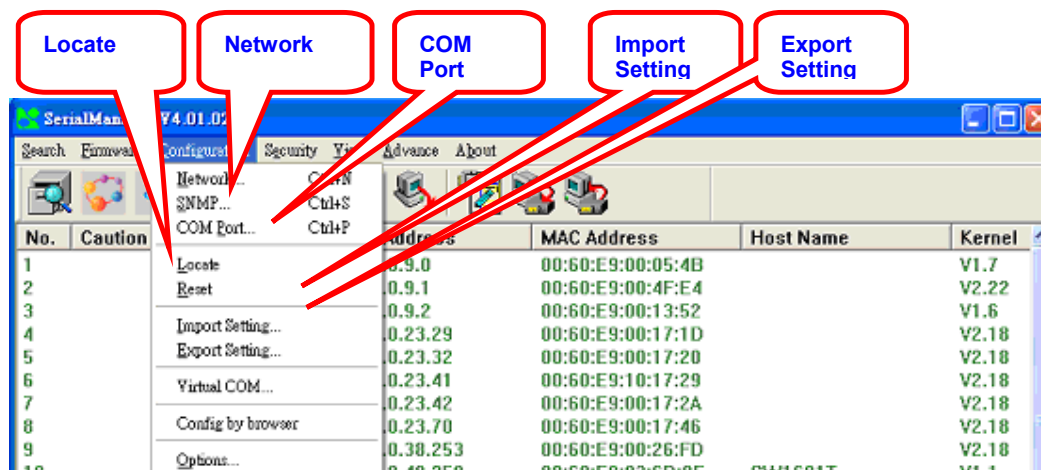 Locate
Network
COM
Port
Import
Setting
Export
Setting
V4.01.02
Search Configurat Security Advance About
Network... Ctrl+N
SNMP... Ctrl+S
COM Port... Ctrl+P
Locate
Reset
Import Setting...
Export Setting...
Virtual COM...
Config by browser
Options...
No. Caution Address MAC Address Host Name Kernel
1 .0.9.0 00:60:E9:00:05:4B V1.7
2 .0.9.1 00:60:E9:00:4F:E4 V2.22
3 .0.9.2 00:60:E9:00:13:52 V1.6
4 .0.23.29 00:60:E9:00:17:1D V2.18
5 .0.23.32 00:60:E9:00:17:20 V2.18
6 .0.23.41 00:60:E9:10:17:29 V2.18
7 .0.23.42 00:60:E9:00:17:2A V2.18
8 .0.23.70 00:60:E9:00:17:46 V2.18
9 .0.38.253 00:60:E9:00:26:FD V2.18